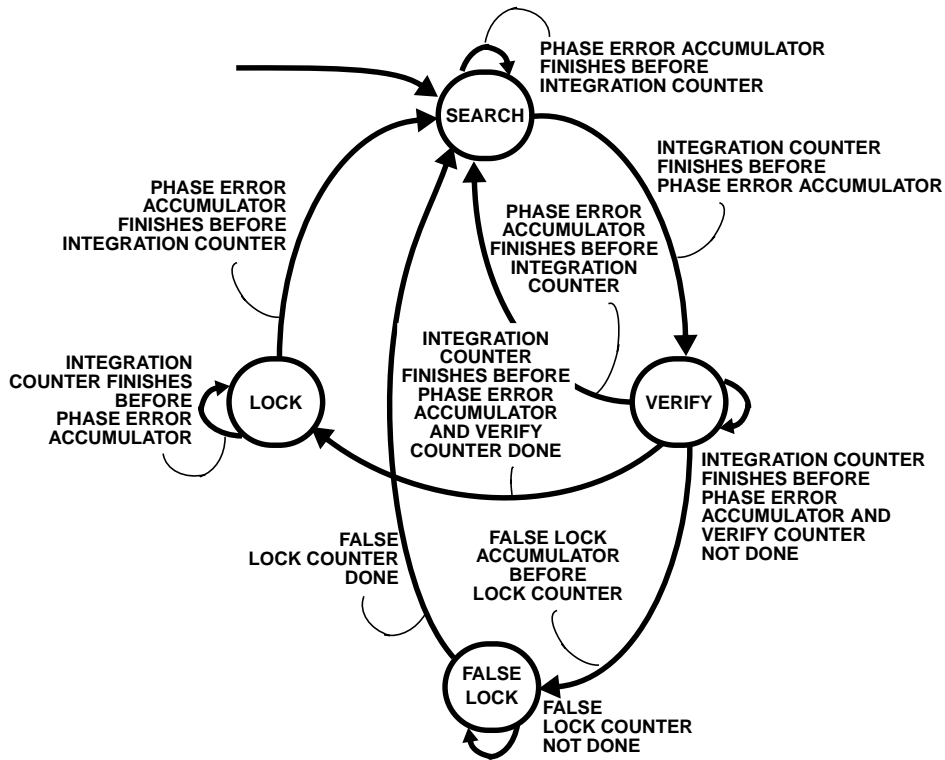 PHASE ERROR ACCUMULATOR
FINISHES BEFORE
INTEGRATION COUNTER
SEARCH
INTEGRATION COUNTER
FINISHES BEFORE
PHASE ERROR ACCUMULATOR
PHASE ERROR
ACCUMULATOR
FINISHES BEFORE
INTEGRATION COUNTER
PHASE ERROR
ACCUMULATOR
FINISHES BEFORE
INTEGRATION
COUNTER
INTEGRATION
COUNTER FINISHES
BEFORE
PHASE ERROR
ACCUMULATOR
LOCK
INTEGRATION
COUNTER
FINISHES BEFORE
PHASE ERROR
ACCUMULATOR
AND VERIFY
COUNTER DONE
VERIFY
INTEGRATION COUNTER
FINISHES BEFORE
PHASE ERROR
ACCUMULATOR AND
VERIFY COUNTER
NOT DONE
FALSE
LOCK COUNTER
DONE
FALSE LOCK
ACCUMULATOR
BEFORE
LOCK COUNTER
FALSE
LOCK
FALSE
LOCK COUNTER
NOT DONE